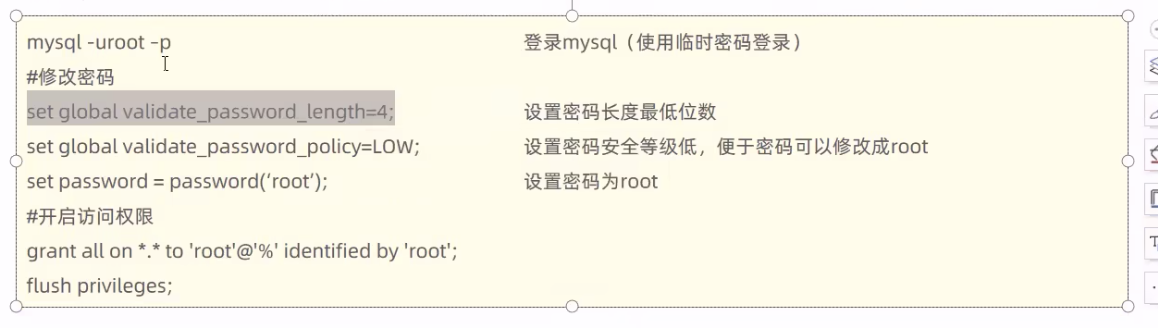 mysql -uroot –p 登录mysql（使用临时密码登录）
#修改密码
set global validate_password_length=4; 设置密码长度最低位数
set global validate_password_policy=LOW; 设置密码安全等级低，便于密码可以修改成root
set password = password(‘root’); 设置密码为root
#开启访问权限
grant all on *.* to 'root'@'%' identified by 'root';
flush privileges;